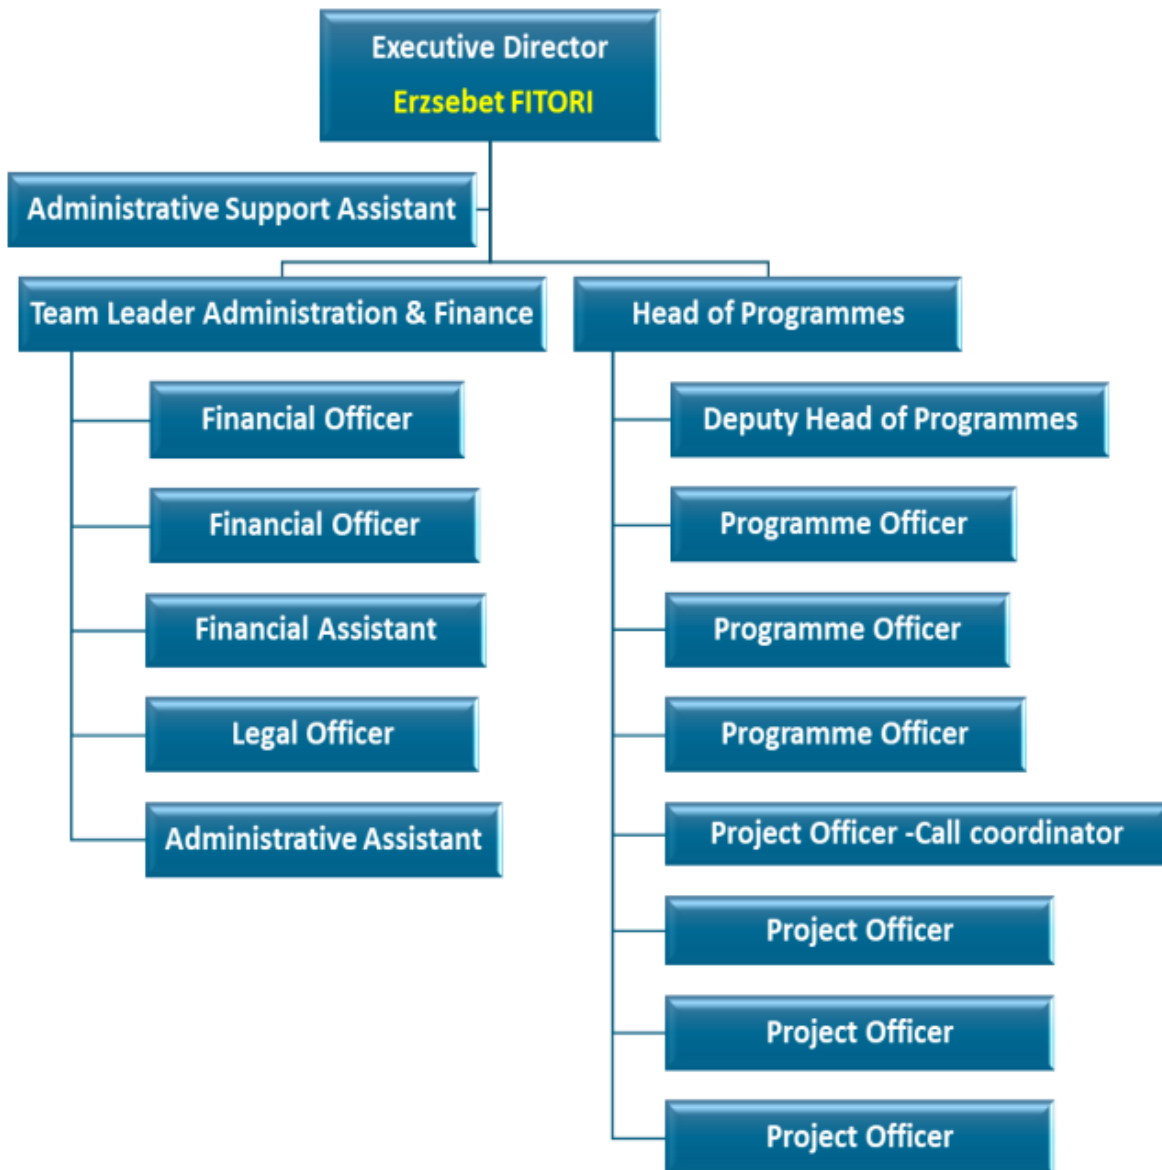 Executive Director
Erzsebet FITORI
Administrative Support Assistant
Team Leader Administration & Finance
Head of Programmes
Financial Officer
Financial Officer
Financial Assistant
Legal Officer
Administrative Assistant
Deputy Head of Programmes
Programme Officer
Programme Officer
Programme Officer
Project Officer -Call coordinator
Project Officer
Project Officer
Project Officer